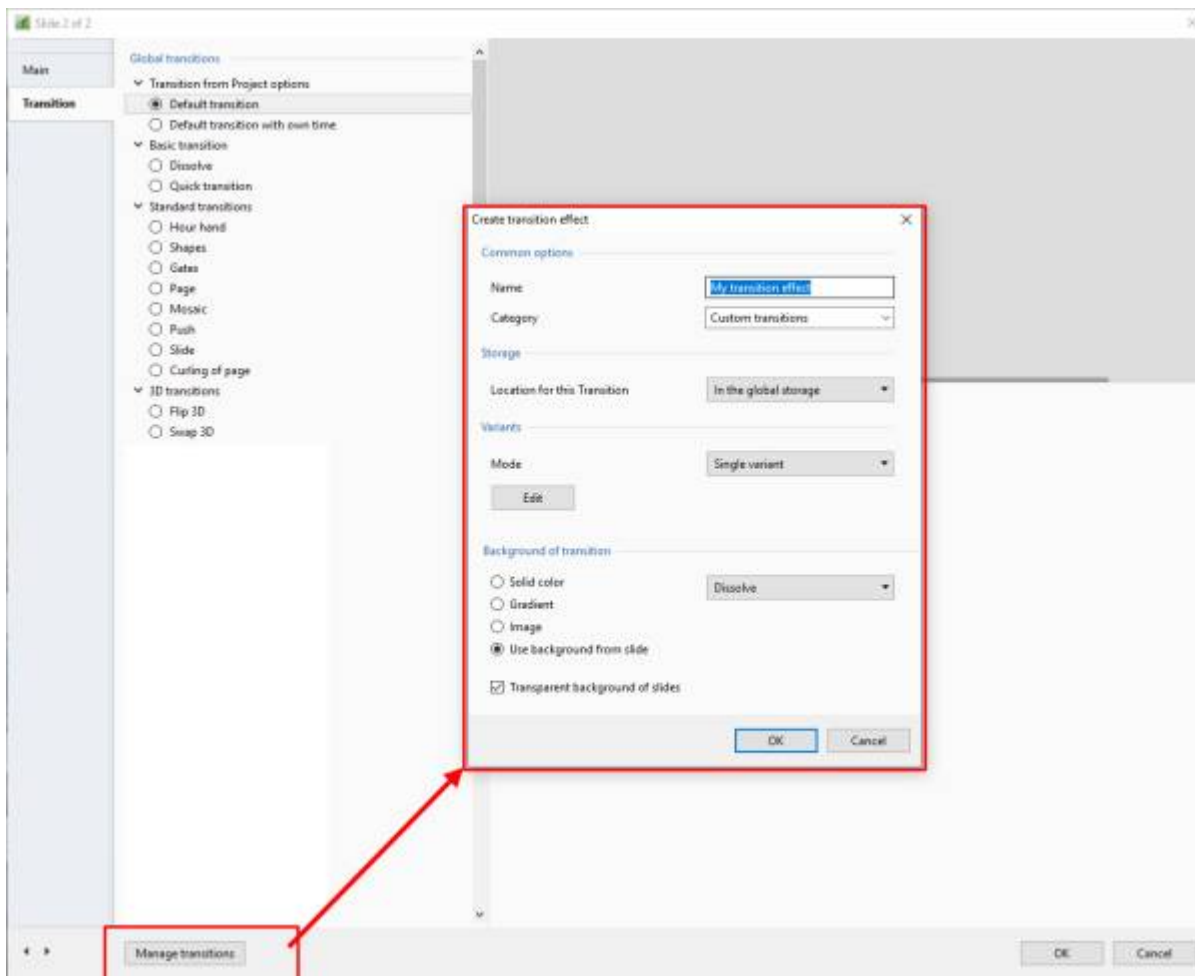 Slide 2 of 2
Main
Transition
Global transitions
Transition from Project options
Default transition
Default transition with own time
Basic transition
Dissolve
Quick transition
Standard transitions
Hour hand
Shapes
Gates
Page
Mosaic
Push
Slide
Curling of page
3D transitions
Flip 3D
Swap 3D
Manage transitions
Create transition effect
Common options
Name My transition effect
Category Custom transitions
Storage
Location for this Transition In the global storage
Variants
Mode Single variant
Edit
Background of transition
Solid color Dissolve
Gradient
Image
Use background from slide
Transparent background of slides
OK Cancel
OK Cancel